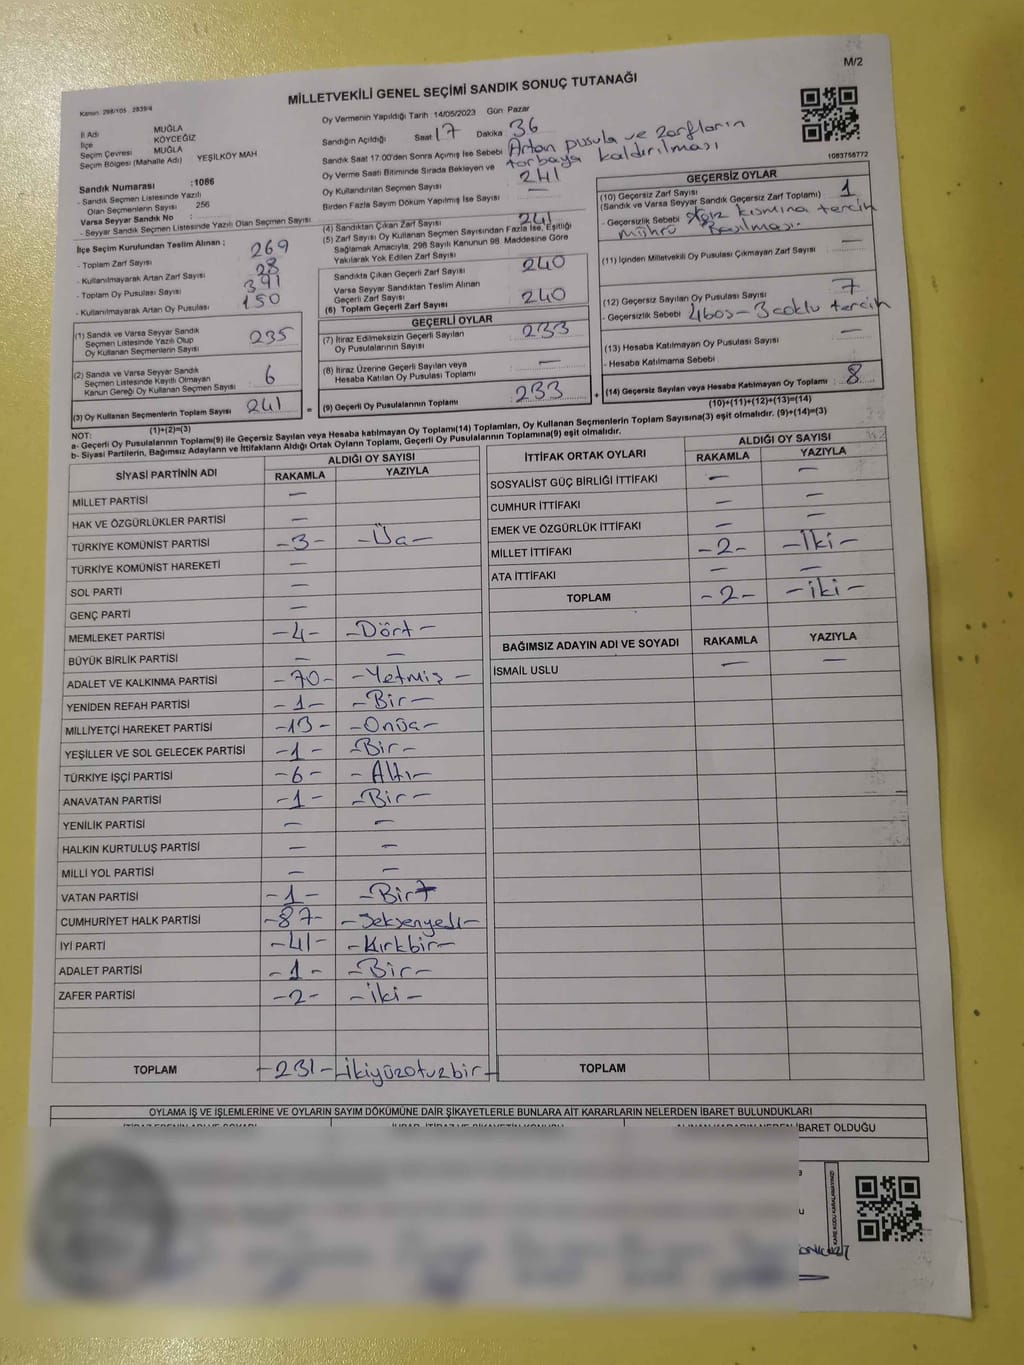 M/2
MİLLETVEKİLİ GENEL SEÇİMİ SANDIK SONUÇ TUTANAĞI
Kanun: 298/105 2839/4
İl Adı MUĞLA
İlçe KÖYCEĞİZ
Seçim Çevresi MUĞLA
Seçim Bölgesi (Mahalle Adı) YEŞİLKÖY MAH
Sandık Numarası :1086
- Sandık Seçmen Listesinde Yazılı
Olan Seçmenlerin Sayısı 256
Varsa Seyyar Sandık No :
- Seyyar Sandık Seçmen Listesinde Yazılı Olan Seçmen Sayısı
Oy Vermenin Yapıldığı Tarih 14/05/2023 Gün Pazar
Sandığın Açıldığı Saat 17 Dakika 36
Sandık Saat 17.00'den Sonra Açılmış İse Sebebi Artan pusula ve zarfların
torbaya kaldırılması
Oy Verme Saati Bitiminde Sırada Bekleyen ve
Oy Kullandırılan Seçmen Sayısı 241
Birden Fazla Sayım Döküm Yapılmış İse Sayısı —
1083768772
İlçe Seçim Kurulundan Teslim Alınan ;
- Toplam Zarf Sayısı 269
- Kullanılmayarak Artan Zarf Sayısı 28
- Toplam Oy Pusulası Sayısı 391
- Kullanılmayarak Artan Oy Pusulası 150
(1) Sandık ve Varsa Seyyar Sandık
Seçmen Listesinde Yazılı Olup
Oy Kullanan Seçmenlerin Sayısı 235
(2) Sandık ve Varsa Seyyar Sandık
Seçmen Listesinde Kayıtlı Olmayan
Kanun Gereği Oy Kullanan Seçmen Sayısı 6
(3) Oy Kullanan Seçmenlerin Toplam Sayısı 241
(1)+(2)=(3)
(4) Sandıktan Çıkan Zarf Sayısı 241
(5) Zarf Sayısı Oy Kullanan Seçmen Sayısından Fazla İse, Eşitliği
Sağlamak Amacıyla, 298 Sayılı Kanunun 98. Maddesine Göre
Yakılarak Yok Edilen Zarf Sayısı
Sandıkta Çıkan Geçerli Zarf Sayısı 240
Varsa Seyyar Sandıktan Teslim Alınan
Geçerli Zarf Sayısı
(6) Toplam Geçerli Zarf Sayısı 240
GEÇERLİ OYLAR
(7) İtiraz Edilmeksizin Geçerli Sayılan
Oy Pusulalarının Sayısı 233
(8) İtiraz Üzerine Geçerli Sayılan veya
Hesaba Katılan Oy Pusulası Toplamı —
= (9) Geçerli Oy Pusulalarının Toplamı 233 +
GEÇERSİZ OYLAR
(10) Geçersiz Zarf Sayısı
(Sandık ve Varsa Seyyar Sandık Geçersiz Zarf Toplamı) 1
- Geçersizlik Sebebi Ağız kısmına tercih
mührü basılması.
(11) İçinden Milletvekili Oy Pusulası Çıkmayan Zarf Sayısı —
(12) Geçersiz Sayılan Oy Pusulası Sayısı 7
- Geçersizlik Sebebi 4boş-3çoklu tercih
(13) Hesaba Katılmayan Oy Pusulası Sayısı —
- Hesaba Katılmama Sebebi
(14) Geçersiz Sayılan veya Hesaba Katılmayan Oy Toplamı 8
(10)+(11)+(12)+(13)=(14)
NOT:
a- Geçerli Oy Pusulalarının Toplamı(9) ile Geçersiz Sayılan veya Hesaba katılmayan Oy Toplamı(14) Toplamları, Oy Kullanan Seçmenlerin Toplam Sayısına(3) eşit olmalıdır. (9)+(14)=(3)
b- Siyasi Partilerin, Bağımsız Adayların ve İttifakların Aldığı Ortak Oyların Toplamı, Geçerli Oy Pusulalarının Toplamına(9) eşit olmalıdır.
SİYASİ PARTİNİN ADI ALDIĞI OY SAYISI
RAKAMLA YAZIYLA
MİLLET PARTİSİ —
HAK VE ÖZGÜRLÜKLER PARTİSİ —
TÜRKİYE KOMÜNİST PARTİSİ -3- -Üç-
TÜRKİYE KOMÜNİST HAREKETİ —
SOL PARTİ —
GENÇ PARTİ —
MEMLEKET PARTİSİ -4- -Dört-
BÜYÜK BİRLİK PARTİSİ — —
ADALET VE KALKINMA PARTİSİ -70- -Yetmiş-
YENİDEN REFAH PARTİSİ -1- -Bir-
MİLLİYETÇİ HAREKET PARTİSİ -13- -Onüç-
YEŞİLLER VE SOL GELECEK PARTİSİ -1- -Bir-
TÜRKİYE İŞÇİ PARTİSİ -6- -Altı-
ANAVATAN PARTİSİ -1- -Bir-
YENİLİK PARTİSİ — —
HALKIN KURTULUŞ PARTİSİ — —
MİLLİ YOL PARTİSİ — —
VATAN PARTİSİ -1- -Bir-
CUMHURİYET HALK PARTİSİ -87- -Seksenyedi-
İYİ PARTİ -41- -Kırkbir-
ADALET PARTİSİ -1- -Bir-
ZAFER PARTİSİ -2- -iki-
TOPLAM -231- -ikiyüzotuzbir-
İTTİFAK ORTAK OYLARI ALDIĞI OY SAYISI
RAKAMLA YAZIYLA
SOSYALİST GÜÇ BİRLİĞİ İTTİFAKI — —
CUMHUR İTTİFAKI — —
EMEK VE ÖZGÜRLÜK İTTİFAKI — —
MİLLET İTTİFAKI -2- -İki-
ATA İTTİFAKI — —
TOPLAM -2- -iki-
BAĞIMSIZ ADAYIN ADI VE SOYADI RAKAMLA YAZIYLA
İSMAİL USLU — —
TOPLAM
OYLAMA İŞ VE İŞLEMLERİNE VE OYLARIN SAYIM DÖKÜMÜNE DAİR ŞİKAYETLERLE BUNLARA AİT KARARLARIN NELERDEN İBARET BULUNDUKLARI
İBARET OLDUĞU